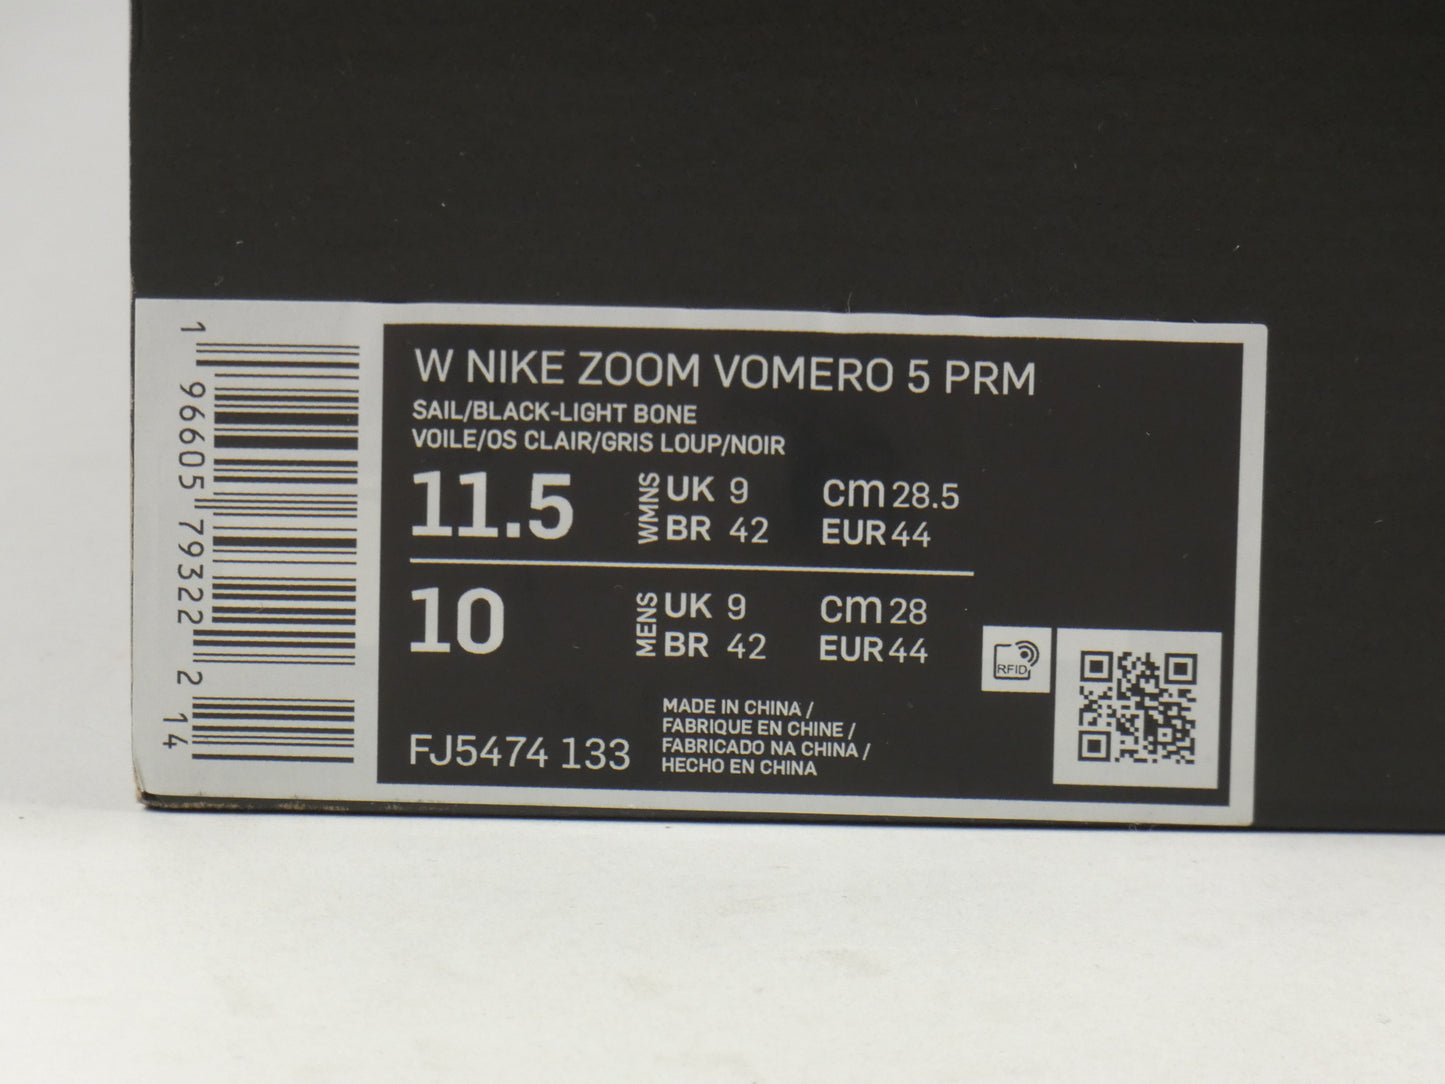 1 96605 79322 2 14
W NIKE ZOOM VOMERO 5 PRM
SAIL/BLACK-LIGHT BONE
VOILE/OS CLAIR/GRIS LOUP/NOIR
11.5 WMNS UK 9 cm 28.5
BR 42 EUR 44
10 MENS UK 9 cm 28
BR 42 EUR 44
RFID
FJ5474 133
MADE IN CHINA /
FABRIQUE EN CHINE /
FABRICADO NA CHINA /
HECHO EN CHINA